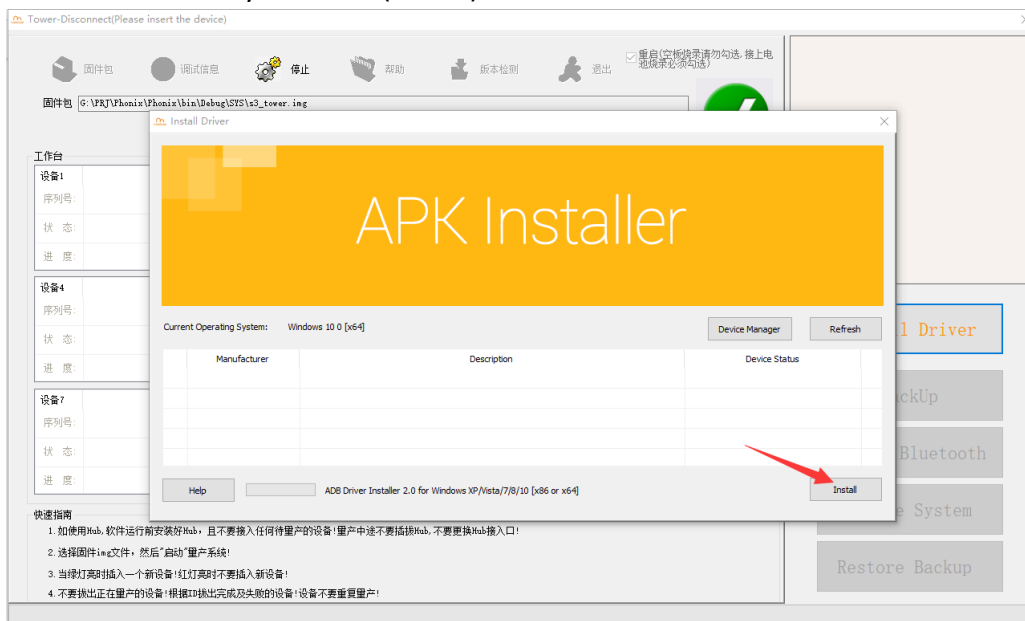 Tower-Disconnect(Please insert the device)
固件包
调试信息
停止
帮助
版本检测
退出
重启(空板烧录请勿勾选,接上电
池烧录必须勾选)
固件包 G:\PRJ\Phonix\Phonix\bin\Debug\SYS\s3_tower.img
Install Driver
工作台
设备1
序列号:
状 态:
进 度:
设备4
序列号:
状 态:
进 度:
设备7
序列号:
状 态:
进 度:
APK Installer
Current Operating System: Windows 10 0 [x64]
Device Manager
Refresh
Manufacturer
Description
Device Status
Help
ADB Driver Installer 2.0 for Windows XP/Vista/7/8/10 [x86 or x64]
Install
l Driver
ckUp
Bluetooth
e System
Restore Backup
快速指南
1.如使用Hub,软件运行前安装好Hub，且不要接入任何待量产的设备!量产中途不要插拔Hub,不要更换Hub接入口!
2.选择固件img文件，然后"启动"量产系统!
3.当绿灯亮时插入一个新设备!红灯亮时不要插入新设备!
4.不要拔出正在量产的设备!根据ID拔出完成及失败的设备!设备不要重复量产!